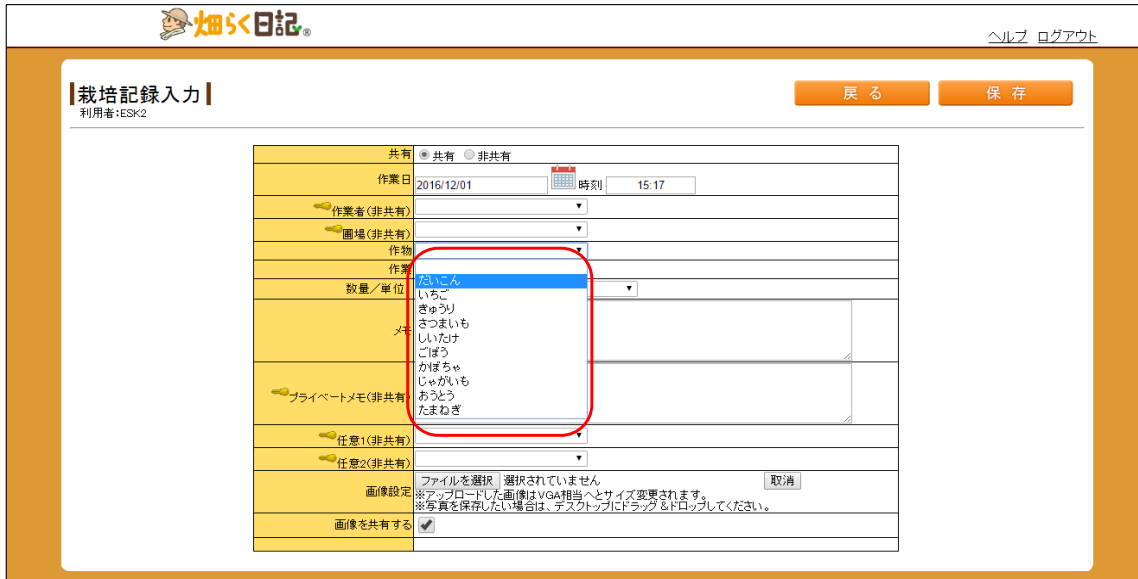 畑らく日記®
ヘルプ ログアウト
栽培記録入力
利用者:ESK2
戻る
保存
共有 共有 非共有
作業日 2016/12/01 時刻 15:17
作業者(非共有)
圃場(非共有)
作物
作業
数量/単位
メモ
プライベートメモ(非共有)
だいこん
いちご
きゅうり
さつまいも
しいたけ
ごぼう
かぼちゃ
じゃがいも
おうとう
たまねぎ
任意1(非共有)
任意2(非共有)
画像設定 ファイルを選択 選択されていません 取消
※アップロードした画像はVGA相当へとサイズ変更されます。
※写真を保存したい場合は、デスクトップにドラッグ&ドロップしてください。
画像を共有する